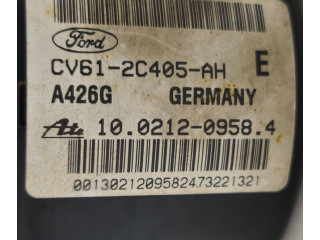 Ford
CV61-2C405-AH E
A426G GERMANY
Ate 10.0212-0958.4
0013021209582473221321